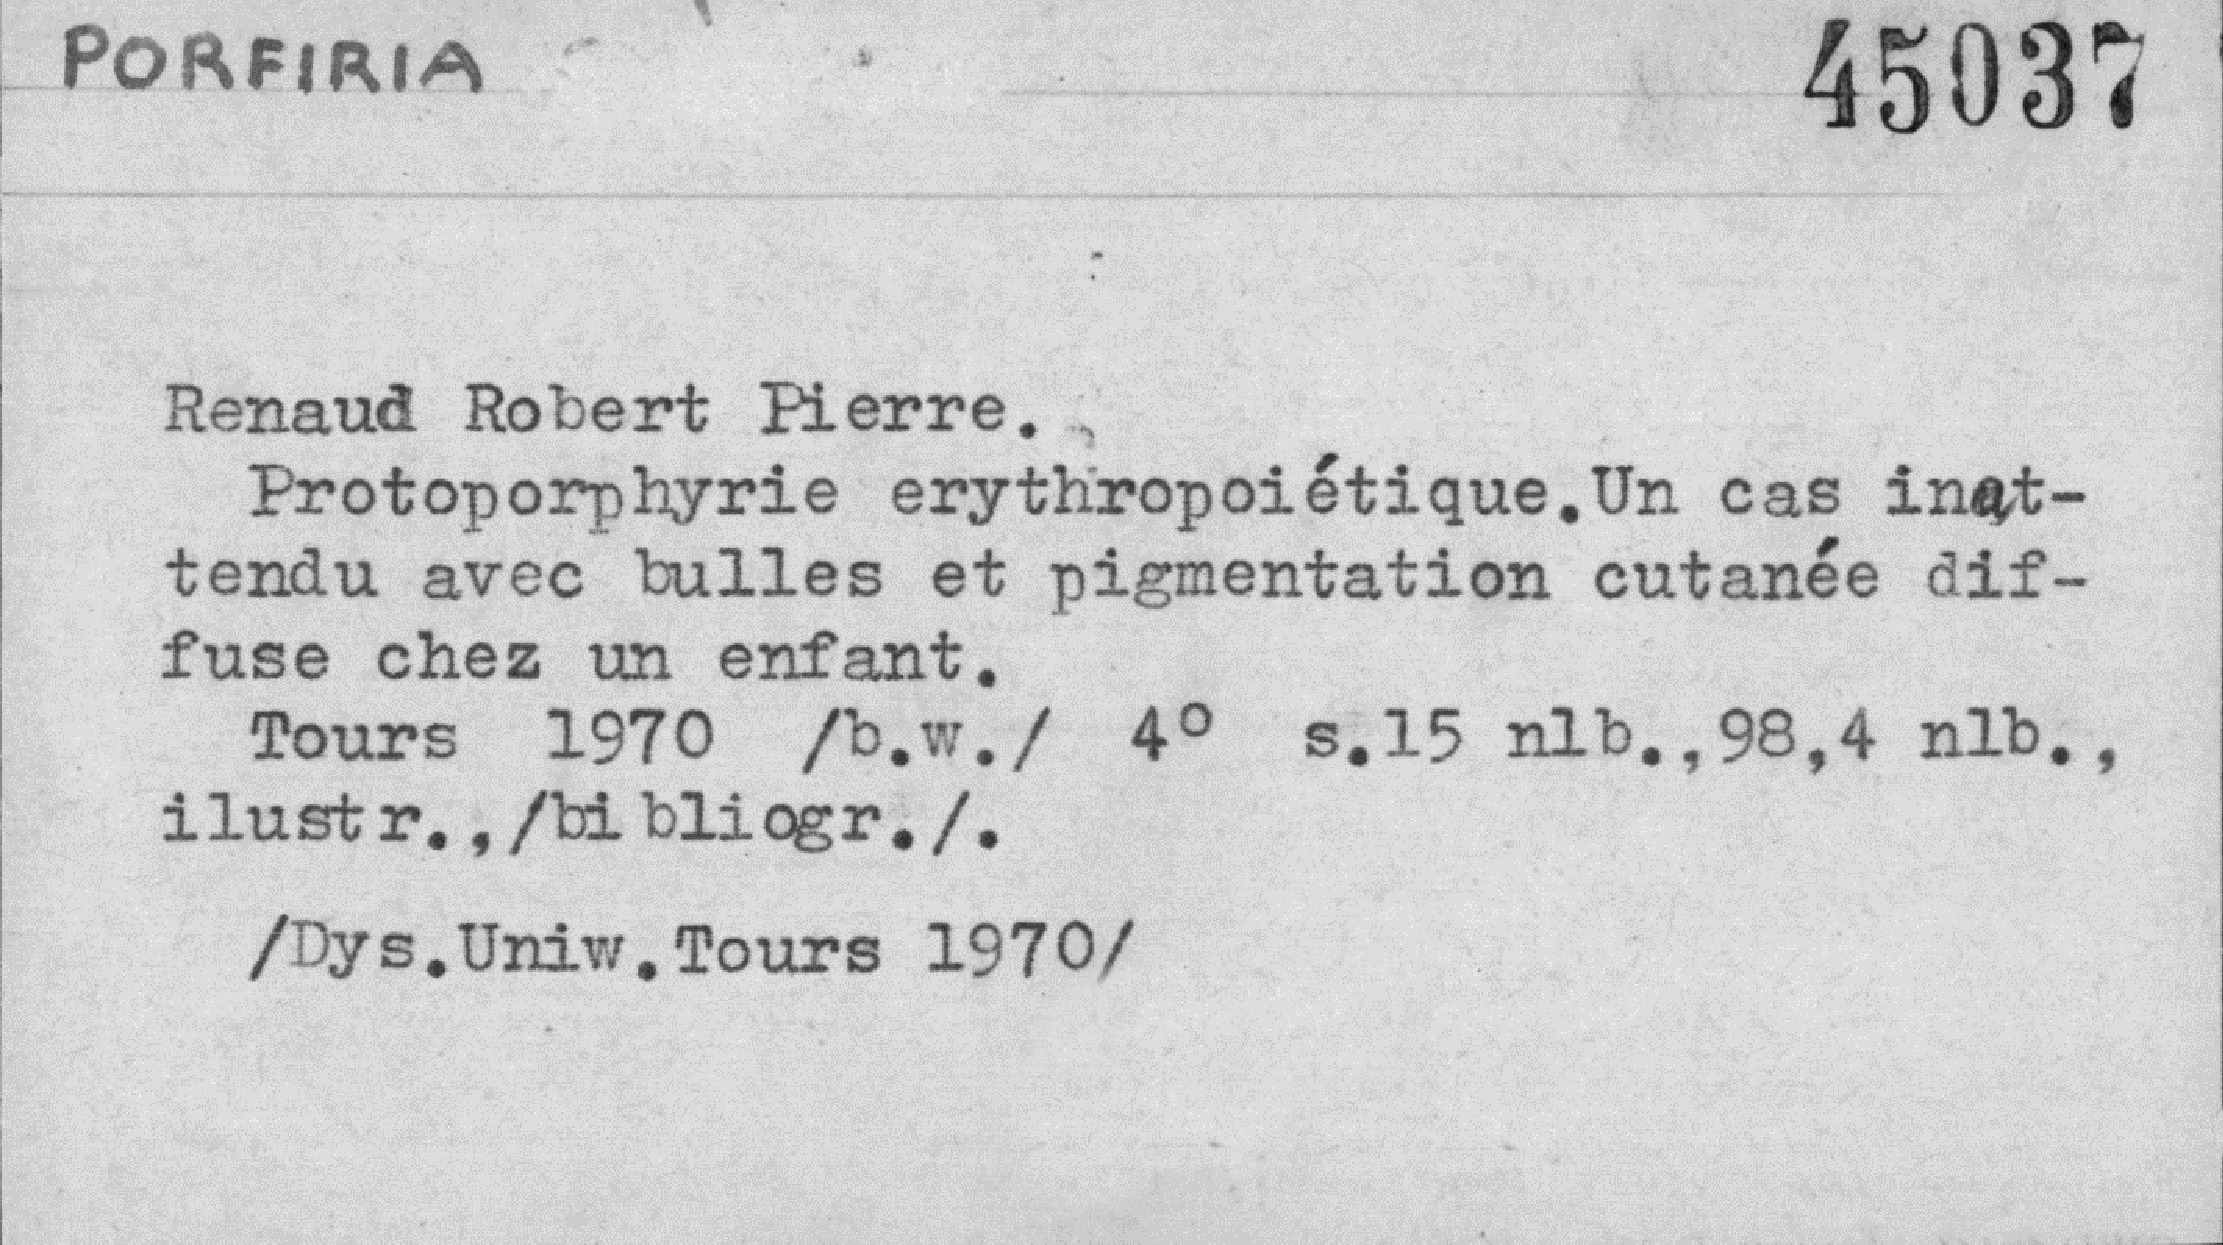 PORFIRIA
45037
Renaud Robert Pierre.
Protoporphyrie erythropoiétique.Un cas inat-
tendu avec bulles et pigmentation cutanée dif-
fuse chez un enfant.
Tours 1970 /b.w./ 4° s.15 nlb.,98,4 nlb.,
ilustr.,/bibliogr./.
/Dys.Uniw.Tours 1970/